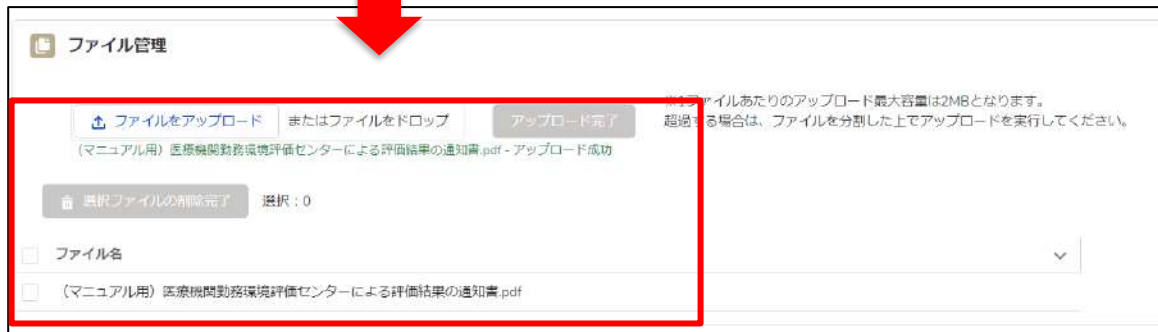 ファイル管理
※1ファイルあたりのアップロード最大容量は2MBとなります。
ファイルをアップロード またはファイルをドロップ アップロード完了 超過する場合は、ファイルを分割した上でアップロードを実行してください。
(マニュアル用）医療機関勤務環境評価センターによる評価結果の通知書.pdf - アップロード成功
選択ファイルの削除完了 選択：0
ファイル名
（マニュアル用）医療機関勤務環境評価センターによる評価結果の通知書.pdf